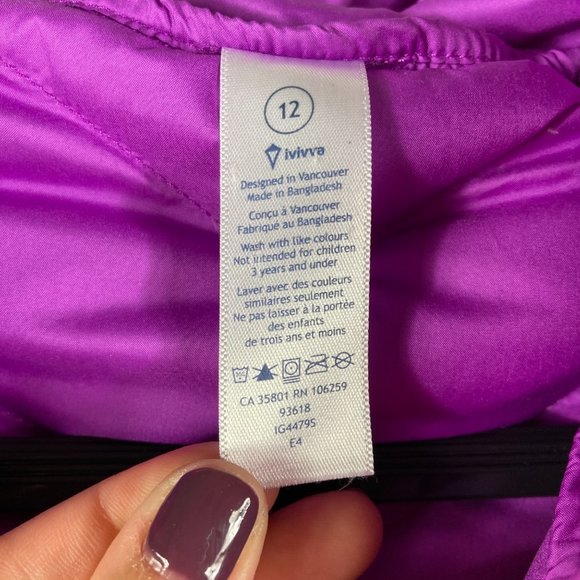 12
ivivva
Designed in Vancouver
Made in Bangladesh
Conçu à Vancouver
Fabriqué au Bangladesh
Wash with like colours
Not intended for children
3 years and under
Laver avec des couleurs
similaires seulement
Ne pas laisser à la portée
des enfants
de trois ans et moins
CA 35801 RN 106259
93618
IG4479S
E4